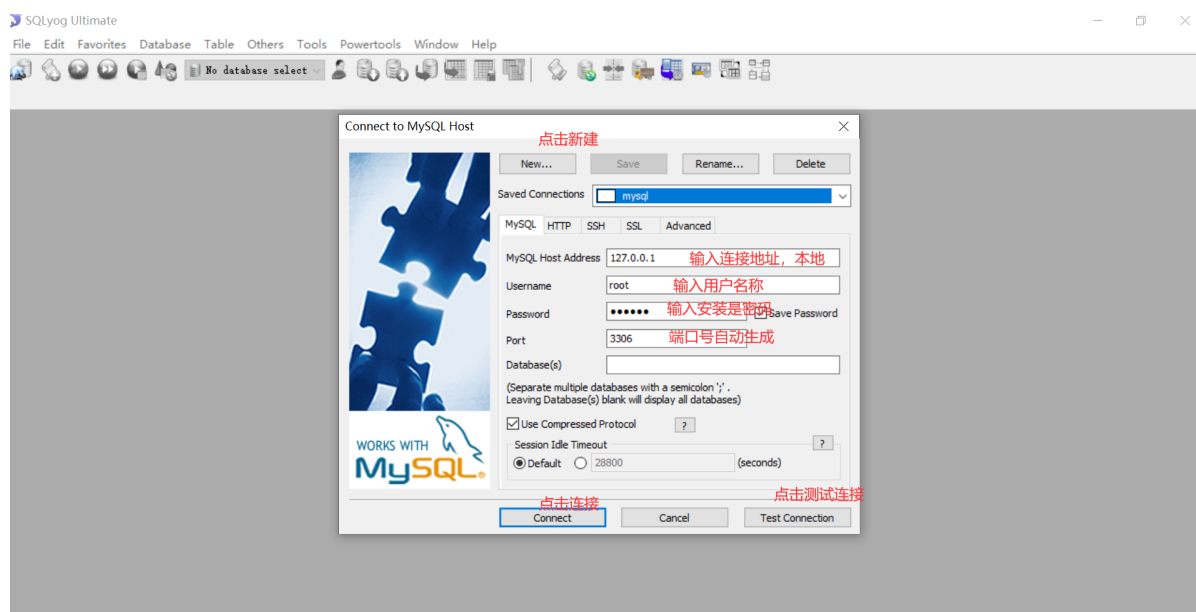 SQLyog Ultimate
File Edit Favorites Database Table Others Tools Powertools Window Help
No database select
Connect to MySQL Host
点击新建
New... Save Rename... Delete
Saved Connections mysql
MySQL HTTP SSH SSL Advanced
MySQL Host Address 127.0.0.1 输入连接地址，本地
Username root 输入用户名称
Password •••••• 输入安装是密码 Save Password
Port 3306 端口号自动生成
Database(s)
(Separate multiple databases with a semicolon ';' .
Leaving Database(s) blank will display all databases)
Use Compressed Protocol ?
Session Idle Timeout ?
Default 28800 (seconds)
WORKS WITH
MySQL
点击连接 点击测试连接
Connect Cancel Test Connection